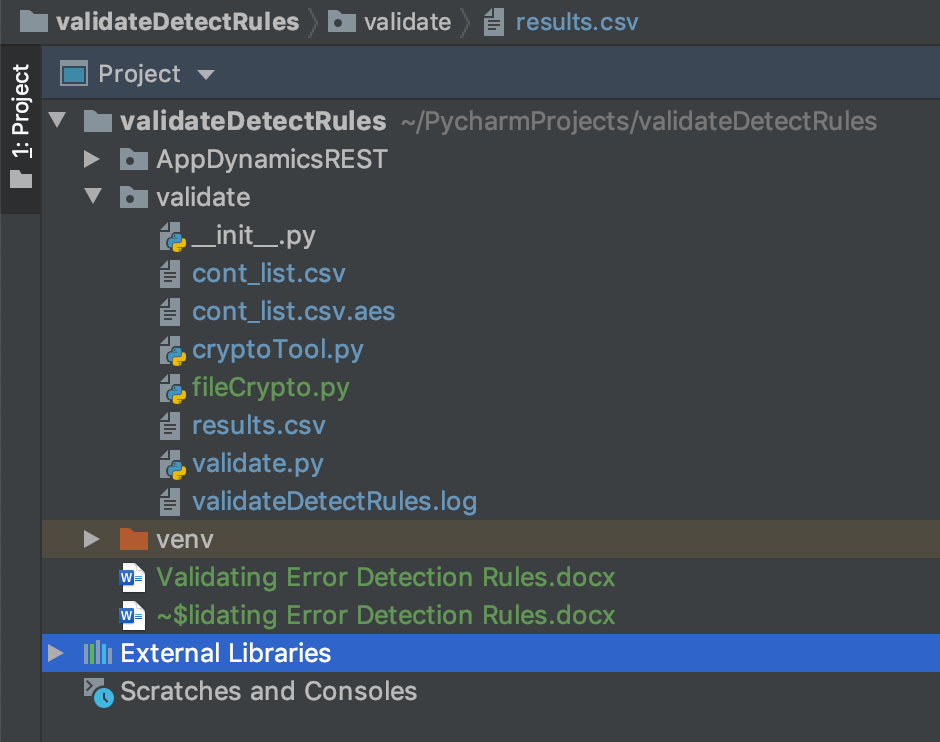 validateDetectRules validate results.csv
1: Project
Project
validateDetectRules ~/PycharmProjects/validateDetectRules
AppDynamicsREST
validate
__init__.py
cont_list.csv
cont_list.csv.aes
cryptoTool.py
fileCrypto.py
results.csv
validate.py
validateDetectRules.log
venv
Validating Error Detection Rules.docx
~$lidating Error Detection Rules.docx
External Libraries
Scratches and Consoles